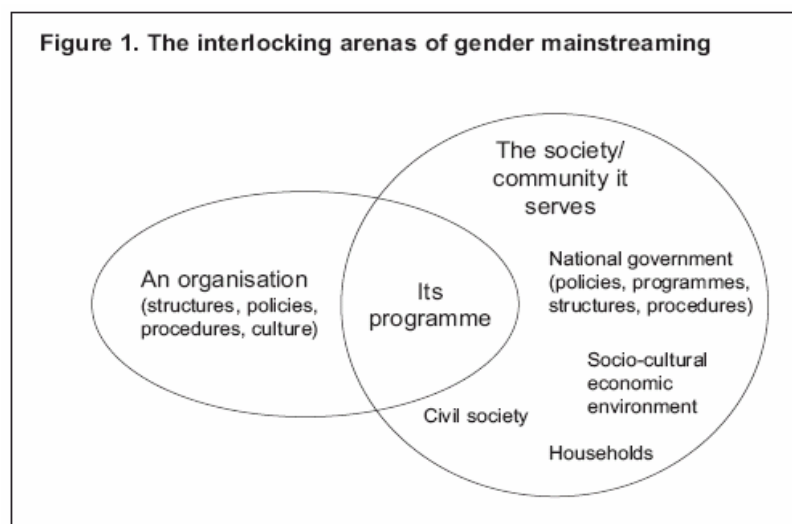 Figure 1. The interlocking arenas of gender mainstreaming
The society/
community it
serves
An organisation
(structures, policies,
procedures, culture)
Its
programme
National government
(policies, programmes,
structures, procedures)
Socio-cultural
economic
environment
Civil society
Households